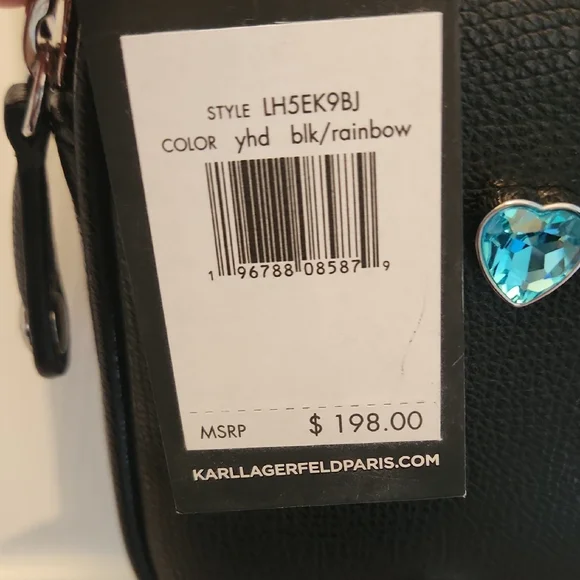 STYLE LH5EK9BJ
COLOR yhd blk/rainbow
1 96788 08587 9
MSRP $ 198.00
KARLLAGERFELDPARIS.COM